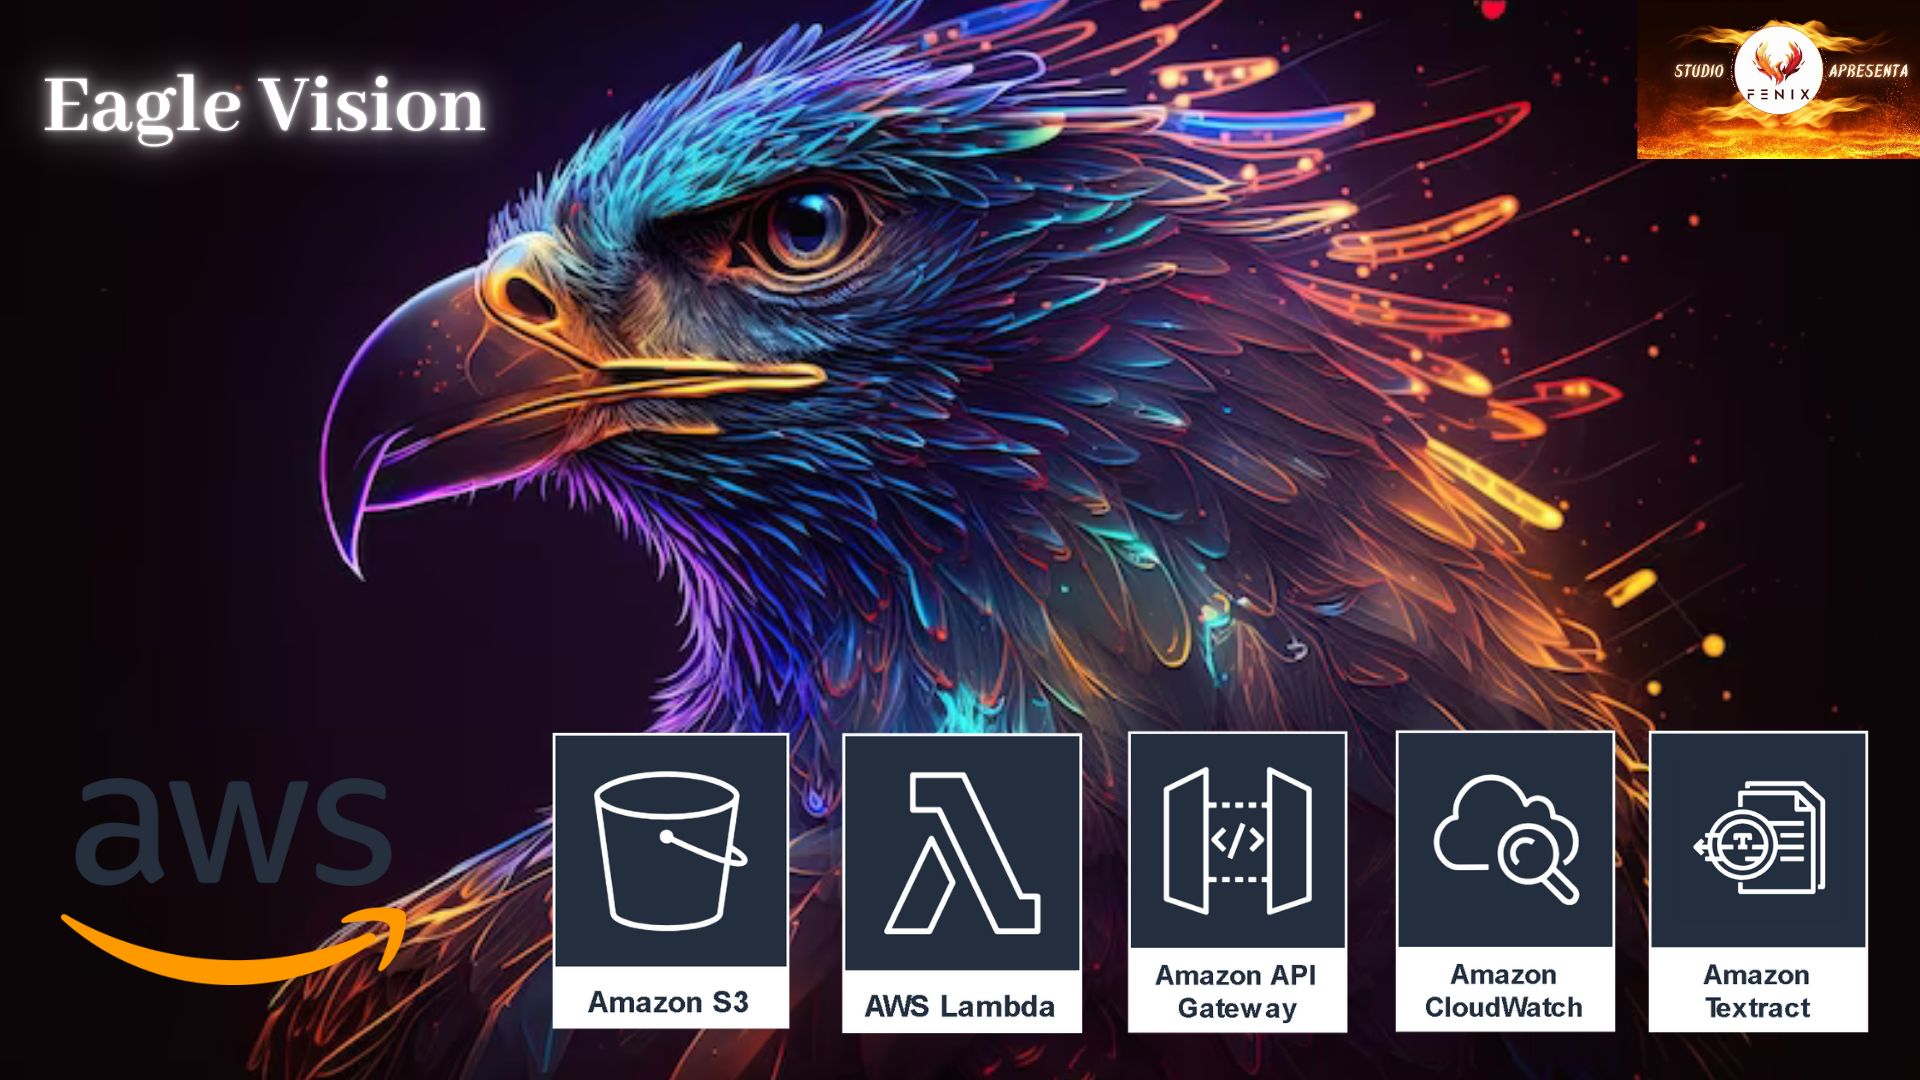 Eagle Vision
STUDIO
FENIX
APRESENTA
aws
</>
T
Amazon S3
AWS Lambda
Amazon API
Gateway
Amazon
CloudWatch
Amazon
Textract